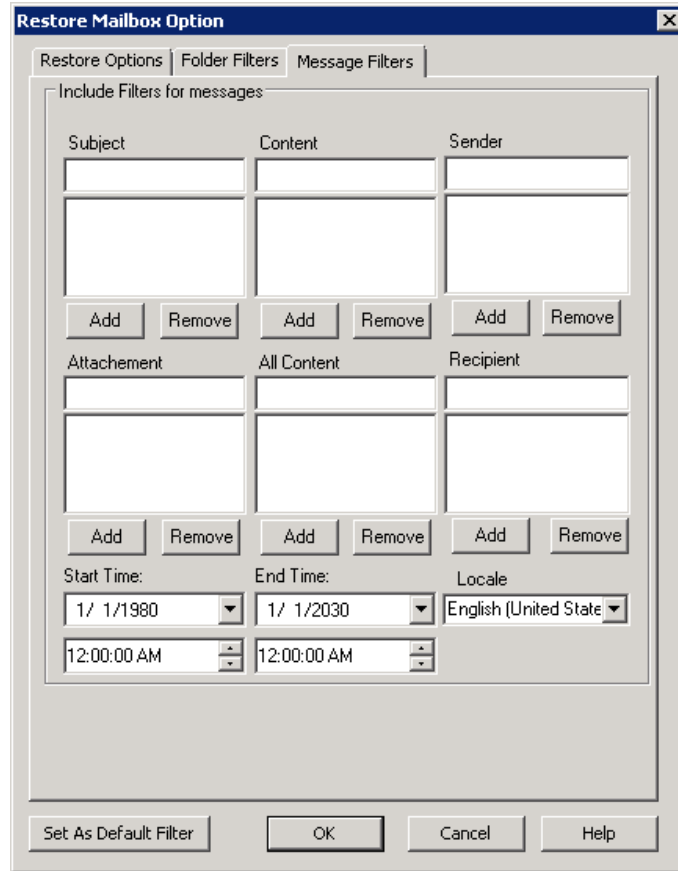 Restore Mailbox Option
Restore Options Folder Filters Message Filters
Include Filters for messages
Subject Content Sender
Add Remove Add Remove Add Remove
Attachement All Content Recipient
Add Remove Add Remove Add Remove
Start Time: End Time: Locale
1/ 1/1980 1/ 1/2030 English (United State
12:00:00 AM 12:00:00 AM
Set As Default Filter OK Cancel Help